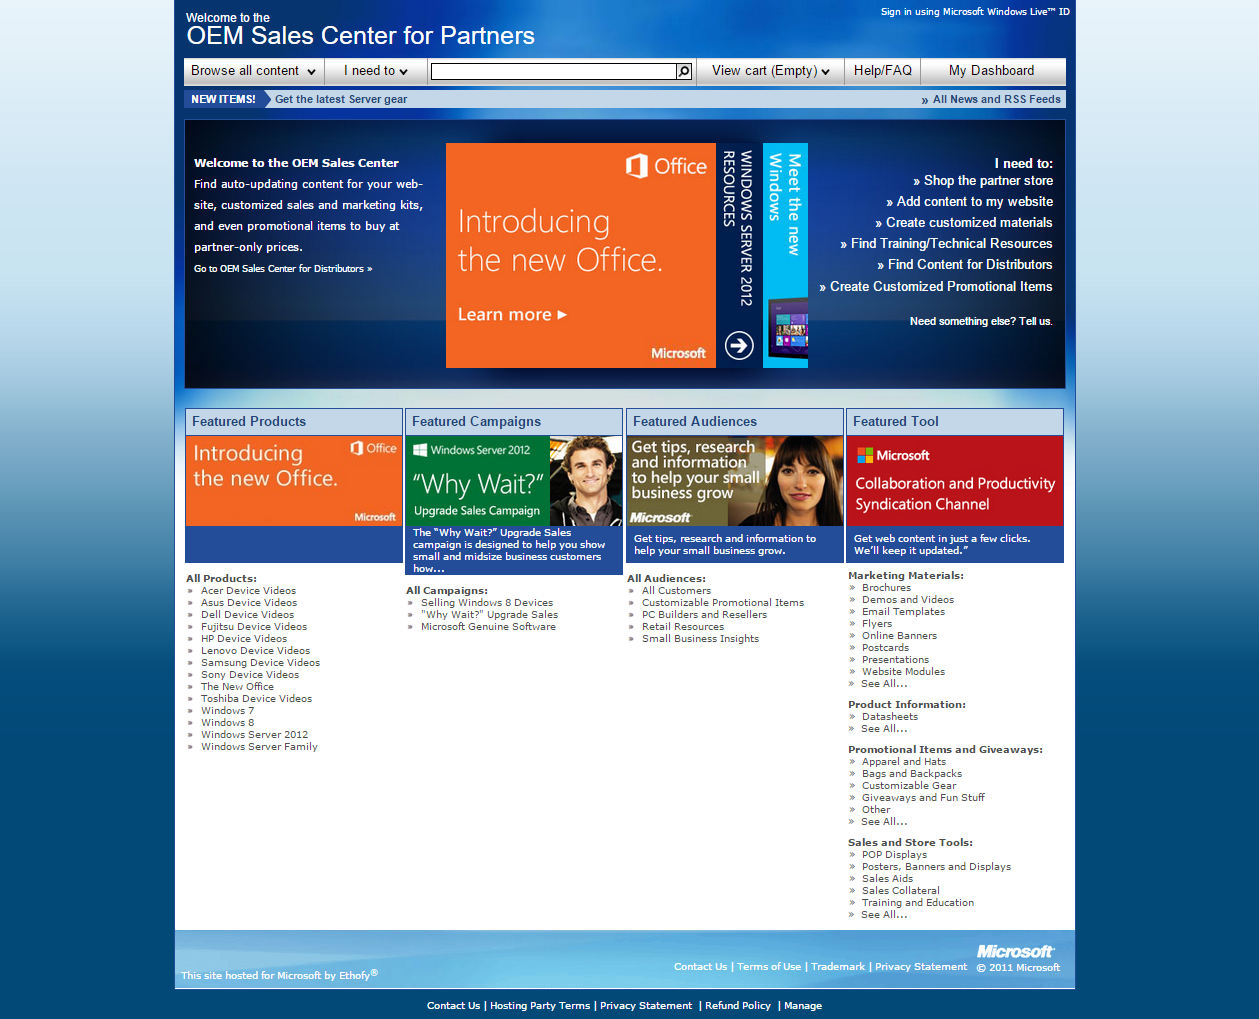 Welcome to the
OEM Sales Center for Partners
Sign in using Microsoft Windows Live™ ID
Browse all content
I need to
View cart (Empty)
Help/FAQ
My Dashboard
NEW ITEMS!
Get the latest Server gear
» All News and RSS Feeds
Welcome to the OEM Sales Center
Find auto-updating content for your web-
site, customized sales and marketing kits,
and even promotional items to buy at
partner-only prices.
Go to OEM Sales Center for Distributors »
Office
Introducing
the new Office.
Learn more
Microsoft
WINDOWS SERVER 2012
RESOURCES
Meet the new
Windows
I need to:
» Shop the partner store
» Add content to my website
» Create customized materials
» Find Training/Technical Resources
» Find Content for Distributors
» Create Customized Promotional Items
Need something else? Tell us.
Featured Products
Introducing
the new Office.
Office
Microsoft
All Products:
» Acer Device Videos
» Asus Device Videos
» Dell Device Videos
» Fujitsu Device Videos
» HP Device Videos
» Lenovo Device Videos
» Samsung Device Videos
» Sony Device Videos
» The New Office
» Toshiba Device Videos
» Windows 7
» Windows 8
» Windows Server 2012
» Windows Server Family
Featured Campaigns
Windows Server 2012
“Why Wait?”
Upgrade Sales Campaign
The “Why Wait?” Upgrade Sales
campaign is designed to help you show
small and midsize business customers
how...
All Campaigns:
» Selling Windows 8 Devices
» "Why Wait?" Upgrade Sales
» Microsoft Genuine Software
Featured Audiences
Get tips, research
and information
to help your small
business grow
Microsoft
Get tips, research and information to
help your small business grow.
All Audiences:
» All Customers
» Customizable Promotional Items
» PC Builders and Resellers
» Retail Resources
» Small Business Insights
Featured Tool
Microsoft
Collaboration and Productivity
Syndication Channel
Get web content in just a few clicks.
We’ll keep it updated.”
Marketing Materials:
» Brochures
» Demos and Videos
» Email Templates
» Flyers
» Online Banners
» Postcards
» Presentations
» Website Modules
» See All...
Product Information:
» Datasheets
» See All...
Promotional Items and Giveaways:
» Apparel and Hats
» Bags and Backpacks
» Customizable Gear
» Giveaways and Fun Stuff
» Other
» See All...
Sales and Store Tools:
» POP Displays
» Posters, Banners and Displays
» Sales Aids
» Sales Collateral
» Training and Education
» See All...
This site hosted for Microsoft by Ethofy®
Contact Us | Terms of Use | Trademark | Privacy Statement
Microsoft
© 2011 Microsoft
Contact Us | Hosting Party Terms | Privacy Statement | Refund Policy | Manage